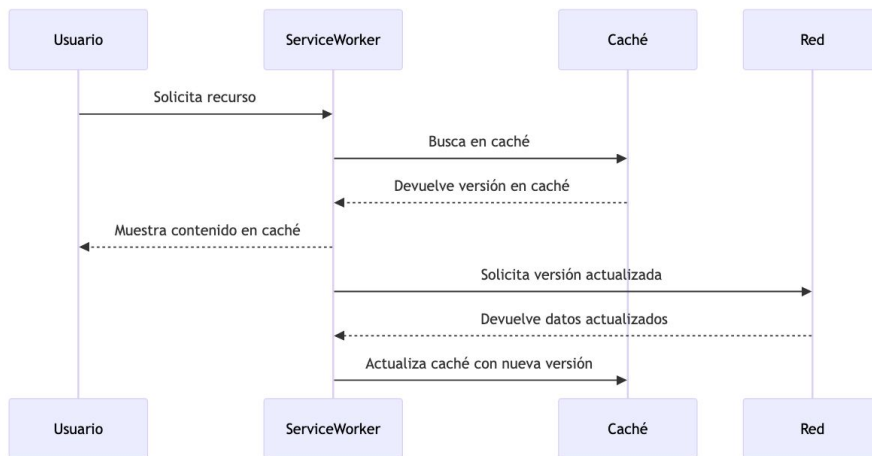 Usuario
ServiceWorker
Caché
Red
Solicita recurso
Busca en caché
Devuelve versión en caché
Muestra contenido en caché
Solicita versión actualizada
Devuelve datos actualizados
Actualiza caché con nueva versión
Usuario
ServiceWorker
Caché
Red